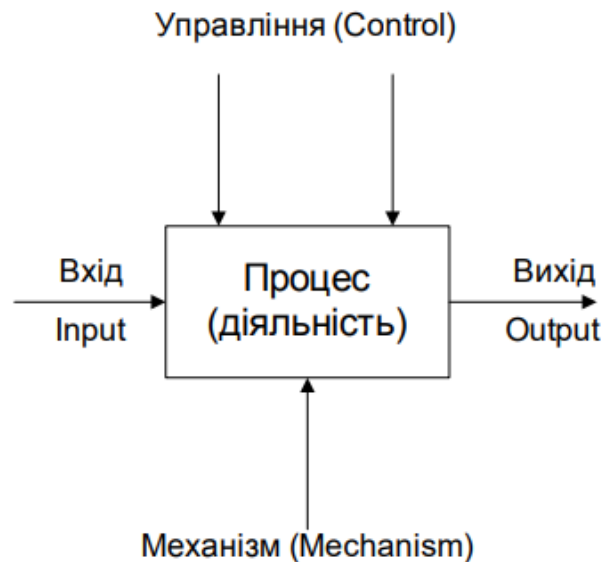 Управління (Control)
Вхід
Input
Процес
(діяльність)
Вихід
Output
Механізм (Mechanism)